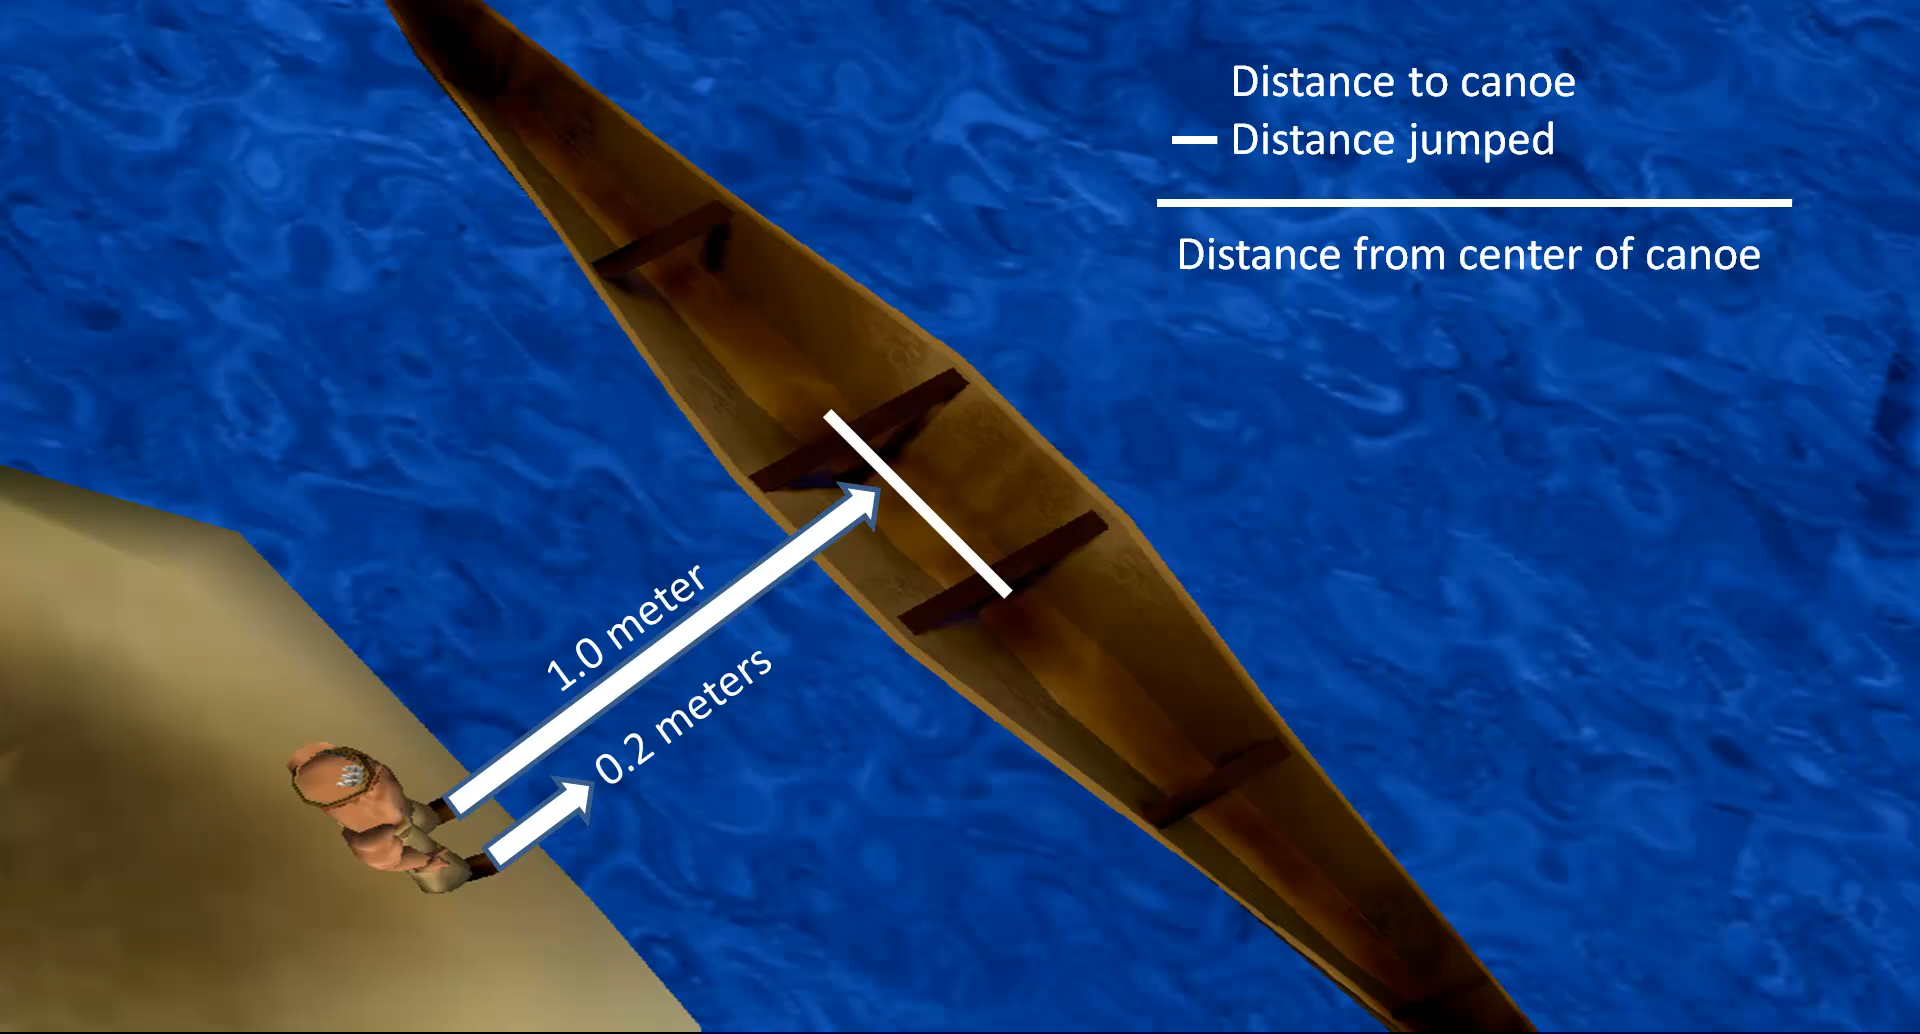 Distance to canoe
— Distance jumped
Distance from center of canoe
1.0 meter
0.2 meters